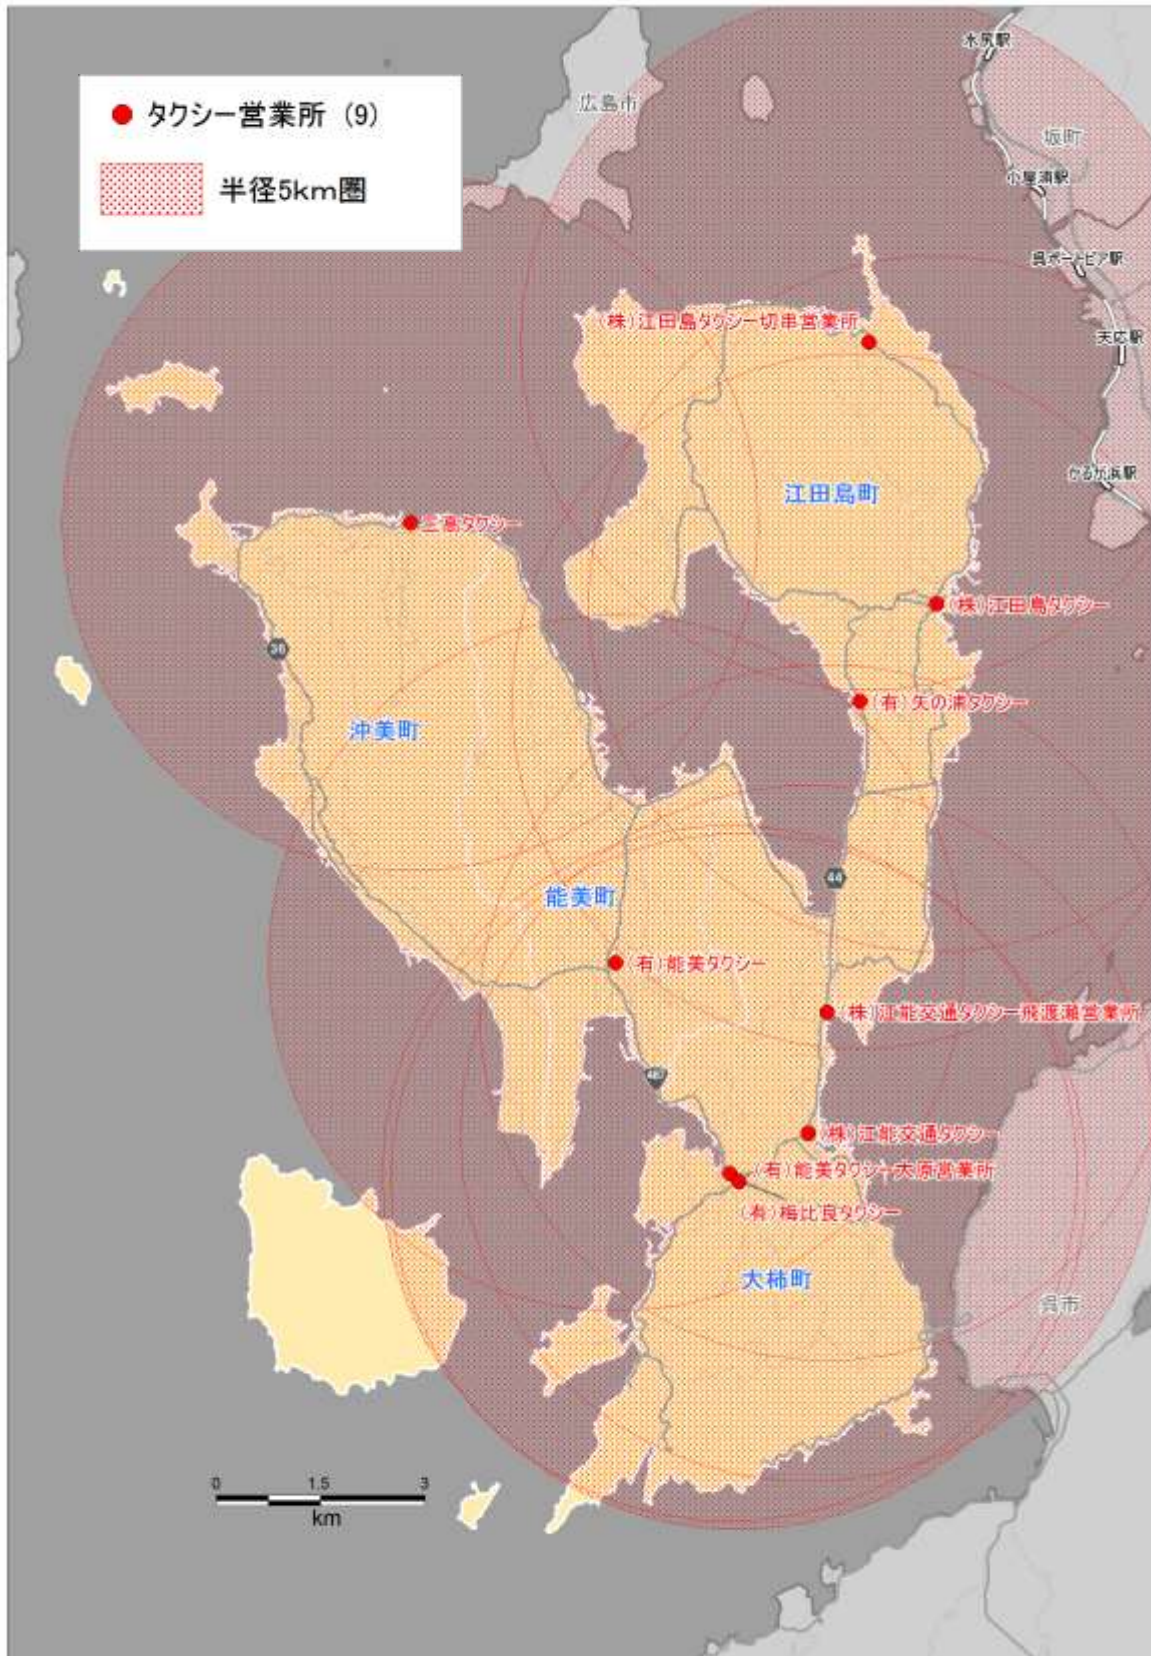 タクシー営業所 (9)
半径5km圏
水尻駅
広島市
坂町
小屋浦駅
呉ポートピア駅
(株)江田島タクシー切串営業所
天応駅
かるが浜駅
江田島町
三高タクシー
(株)江田島タクシー
36
(有)矢の浦タクシー
沖美町
44
能美町
(有)能美タクシー
(株)江能交通タクシー飛渡瀬営業所
487
(株)江能交通タクシー
(有)能美タクシー大原営業所
(有)梅比良タクシー
大柿町
呉市
0 1.5 3
km